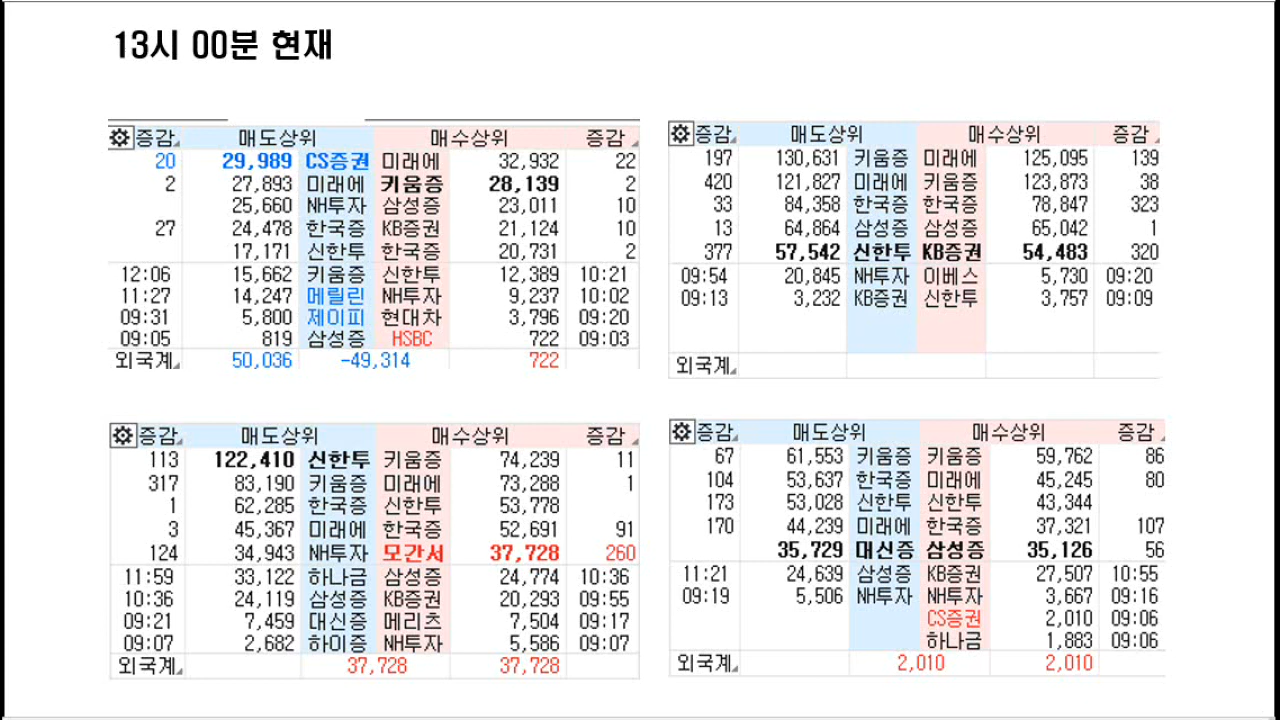 13시 00분 현재
증감 매도상위 매수상위 증감
20 29,989 CS증권 미래에 32,932 22
2 27,893 미래에 키움증 28,139 2
25,660 NH투자 삼성증 23,011 10
27 24,478 한국증 KB증권 21,124 10
17,171 신한투 한국증 20,731 2
12:06 15,662 키움증 신한투 12,389 10:21
11:27 14,247 메릴린 NH투자 9,237 10:02
09:31 5,800 제이피 현대차 3,796 09:20
09:05 819 삼성증 HSBC 722 09:03
외국계 50,036 -49,314 722
증감 매도상위 매수상위 증감
197 130,631 키움증 미래에 125,095 139
420 121,827 미래에 키움증 123,873 38
33 84,358 한국증 한국증 78,847 323
13 64,864 삼성증 삼성증 65,042 1
377 57,542 신한투 KB증권 54,483 320
09:54 20,845 NH투자 이베스 5,730 09:20
09:13 3,232 KB증권 신한투 3,757 09:09
외국계
증감 매도상위 매수상위 증감
113 122,410 신한투 키움증 74,239 11
317 83,190 키움증 미래에 73,288 1
1 62,285 한국증 신한투 53,778
3 45,367 미래에 한국증 52,691 91
124 34,943 NH투자 모간서 37,728 260
11:59 33,122 하나금 삼성증 24,774 10:36
10:36 24,119 삼성증 KB증권 20,293 09:55
09:21 7,459 대신증 메리츠 7,504 09:17
09:07 2,682 하이증 NH투자 5,586 09:07
외국계 37,728 37,728
증감 매도상위 매수상위 증감
67 61,553 키움증 키움증 59,762 86
104 53,637 한국증 미래에 45,245 80
173 53,028 신한투 신한투 43,344
170 44,239 미래에 한국증 37,321 107
35,729 대신증 삼성증 35,126 56
11:21 24,639 삼성증 KB증권 27,507 10:55
09:19 5,506 NH투자 NH투자 3,667 09:16
CS증권 2,010 09:06
하나금 1,883 09:06
외국계 2,010 2,010